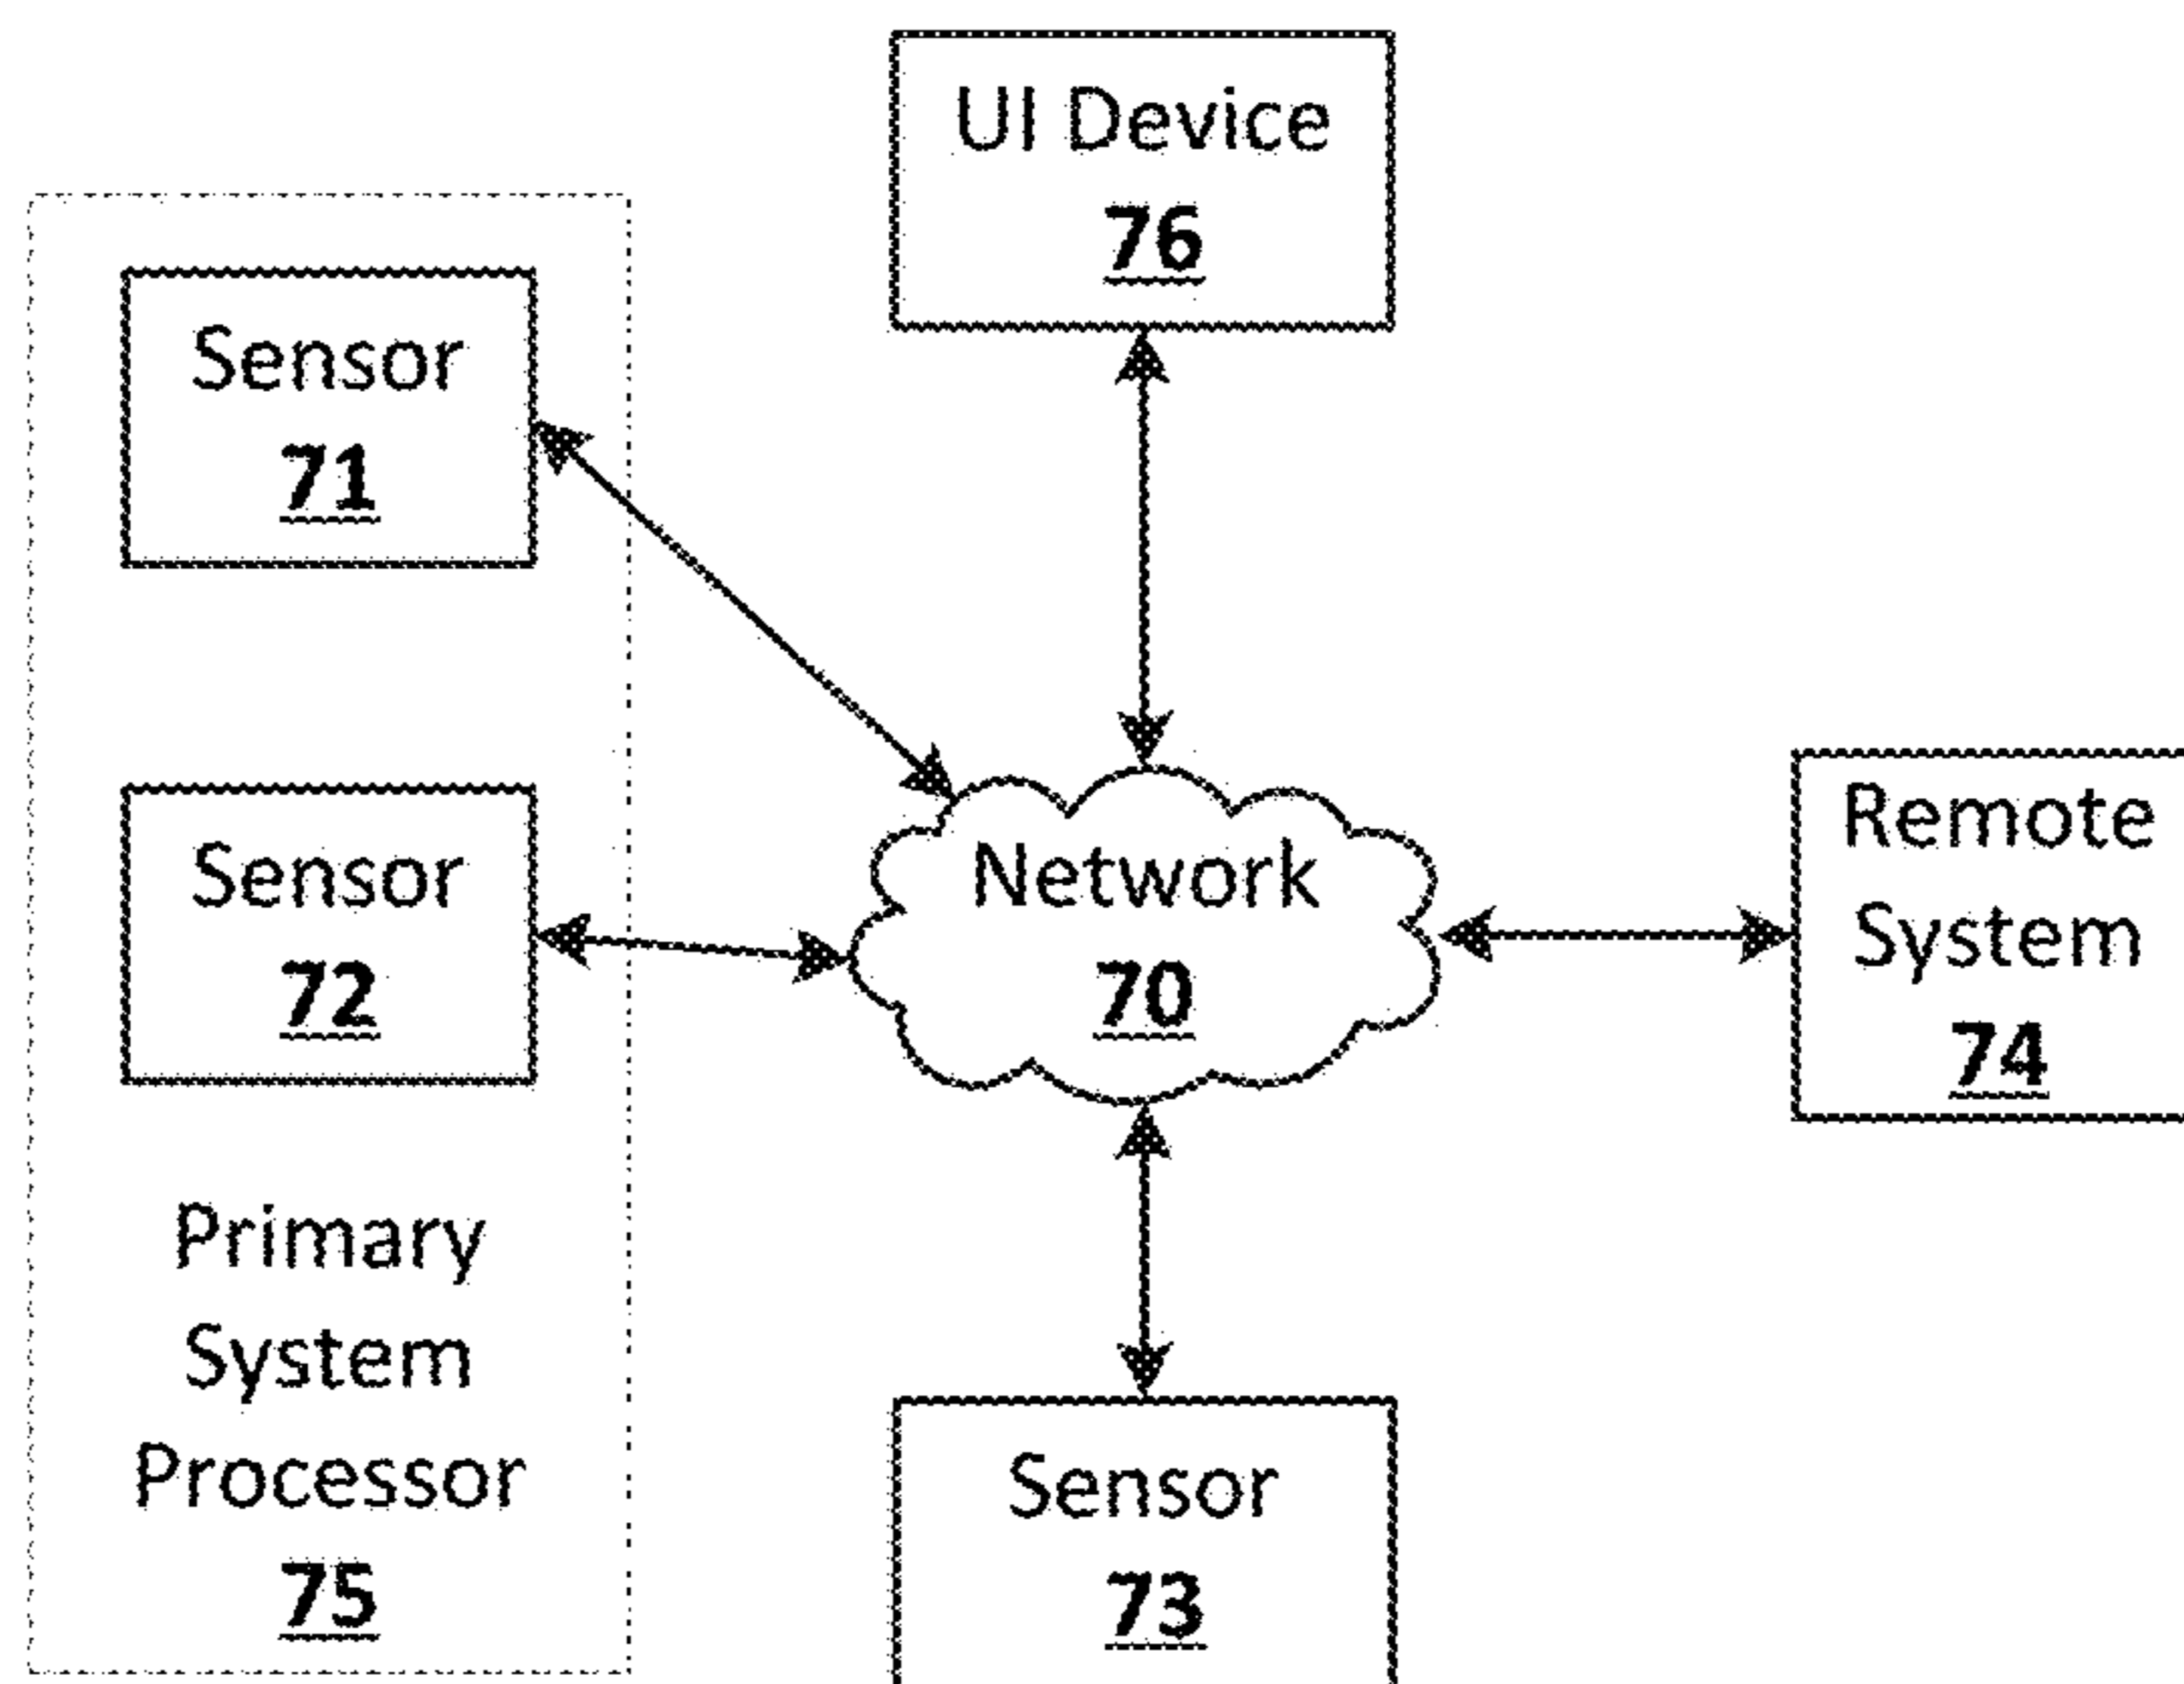 UI Device
76
Sensor
71
Sensor
72
Network
70
Remote
System
74
Primary
System
Processor
75
Sensor
73